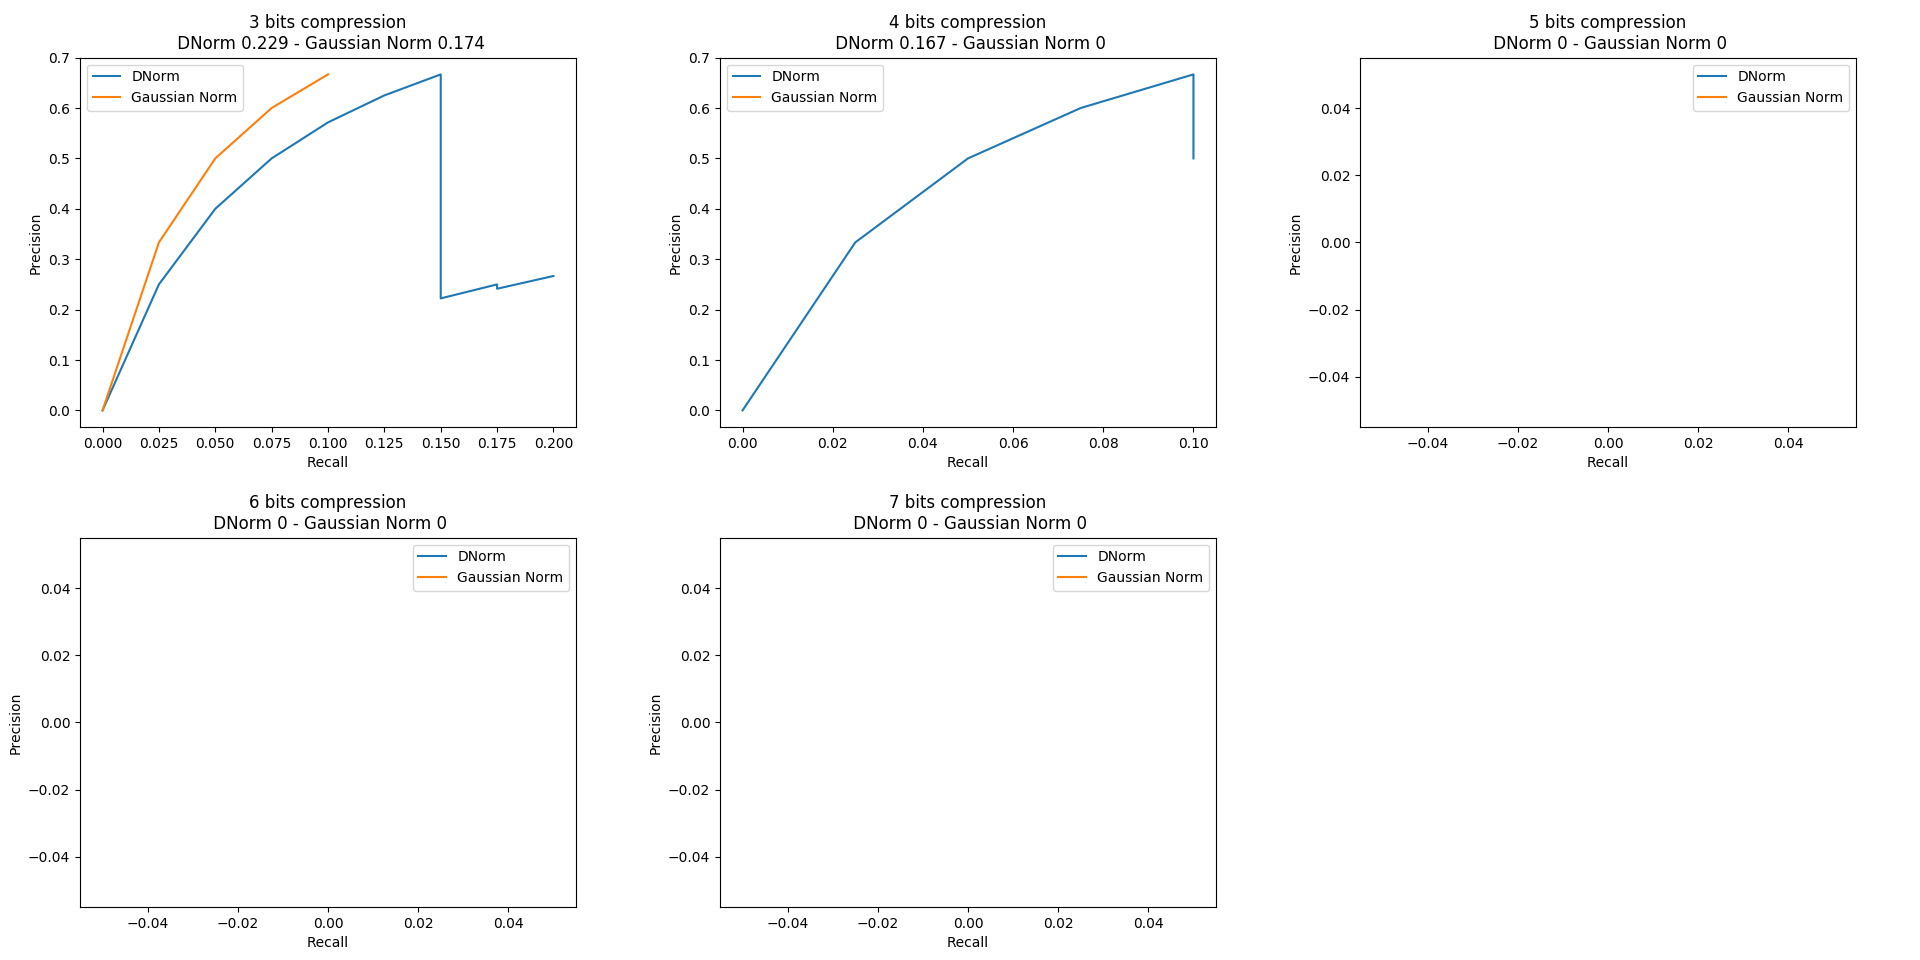 3 bits compression
DNorm 0.229 - Gaussian Norm 0.174
DNorm
Gaussian Norm
0.7
0.6
0.5
0.4
0.3
0.2
0.1
0.0
Precision
0.000 0.025 0.050 0.075 0.100 0.125 0.150 0.175 0.200
Recall
4 bits compression
DNorm 0.167 - Gaussian Norm 0
DNorm
Gaussian Norm
0.7
0.6
0.5
0.4
0.3
0.2
0.1
0.0
Precision
0.00 0.02 0.04 0.06 0.08 0.10
Recall
5 bits compression
DNorm 0 - Gaussian Norm 0
DNorm
Gaussian Norm
0.04
0.02
0.00
−0.02
−0.04
Precision
−0.04 −0.02 0.00 0.02 0.04
Recall
6 bits compression
DNorm 0 - Gaussian Norm 0
DNorm
Gaussian Norm
0.04
0.02
0.00
−0.02
−0.04
Precision
−0.04 −0.02 0.00 0.02 0.04
Recall
7 bits compression
DNorm 0 - Gaussian Norm 0
DNorm
Gaussian Norm
0.04
0.02
0.00
−0.02
−0.04
Precision
−0.04 −0.02 0.00 0.02 0.04
Recall